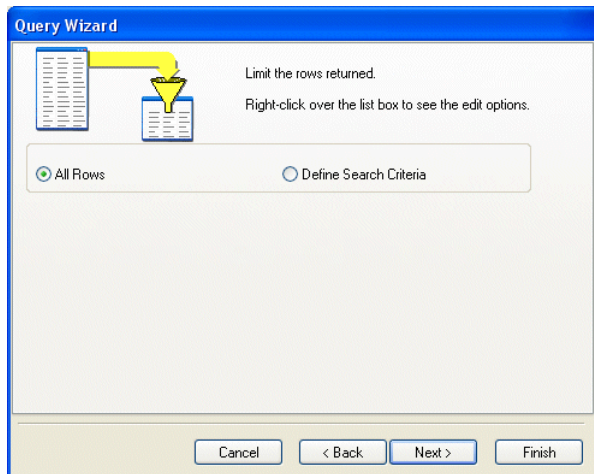 Query Wizard
Limit the rows returned.
Right-click over the list box to see the edit options.
All Rows
Define Search Criteria
Cancel
< Back
Next >
Finish